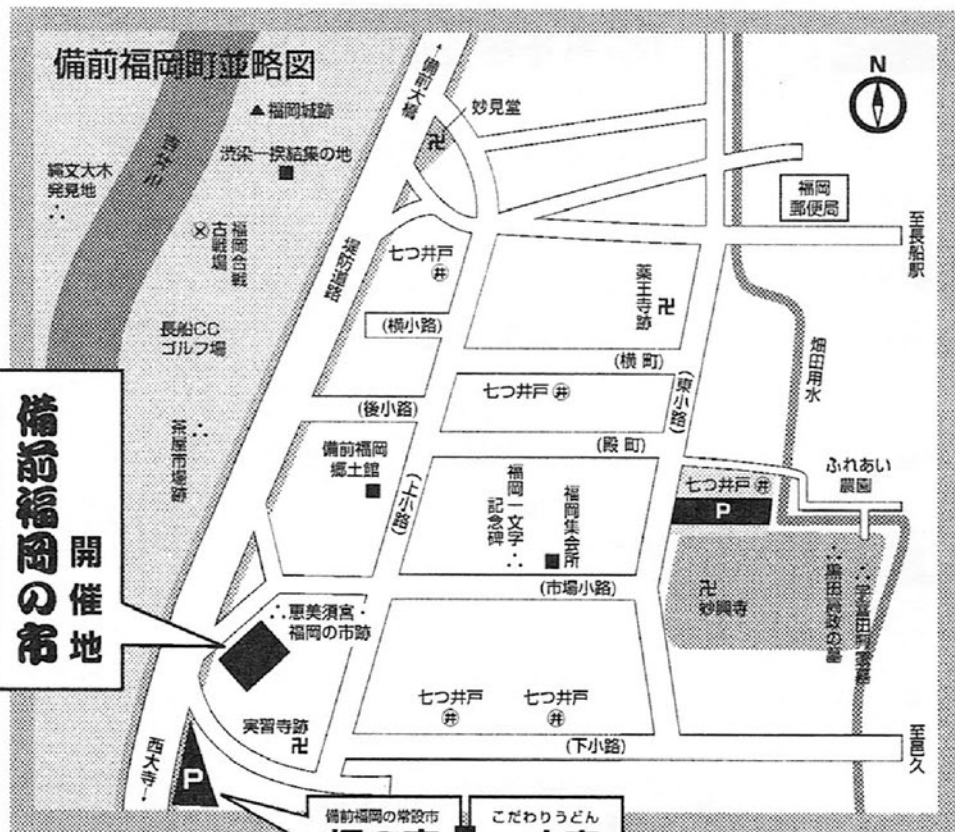 備前福岡町並略図
←備前大橋
妙見堂
N
▲福岡城跡
渋染一揆結集の地
縄文大木
発見地
吉井川
福岡合戦
古戦場
堤防道路
福岡
郵便局
至長船駅
七つ井戸 井
薬王寺跡
長船CC
ゴルフ場
(横小路)
(横町)
畑田用水
七つ井戸 井
(東小路)
(後小路)
(殿町)
茶屋市場跡
備前福岡
郷土館
(上小路)
福岡一文字
記念碑
福岡集会所
七つ井戸 井
P
ふれあい
農園
備前福岡
市の
開催地
(市場小路)
妙興寺
黒田
政の墓
恵美須宮・
福岡の市跡
七つ井戸
井
七つ井戸
井
実習寺跡
(下小路)
至邑久
西大寺→
P
備前福岡の常設市
こだわりうどん